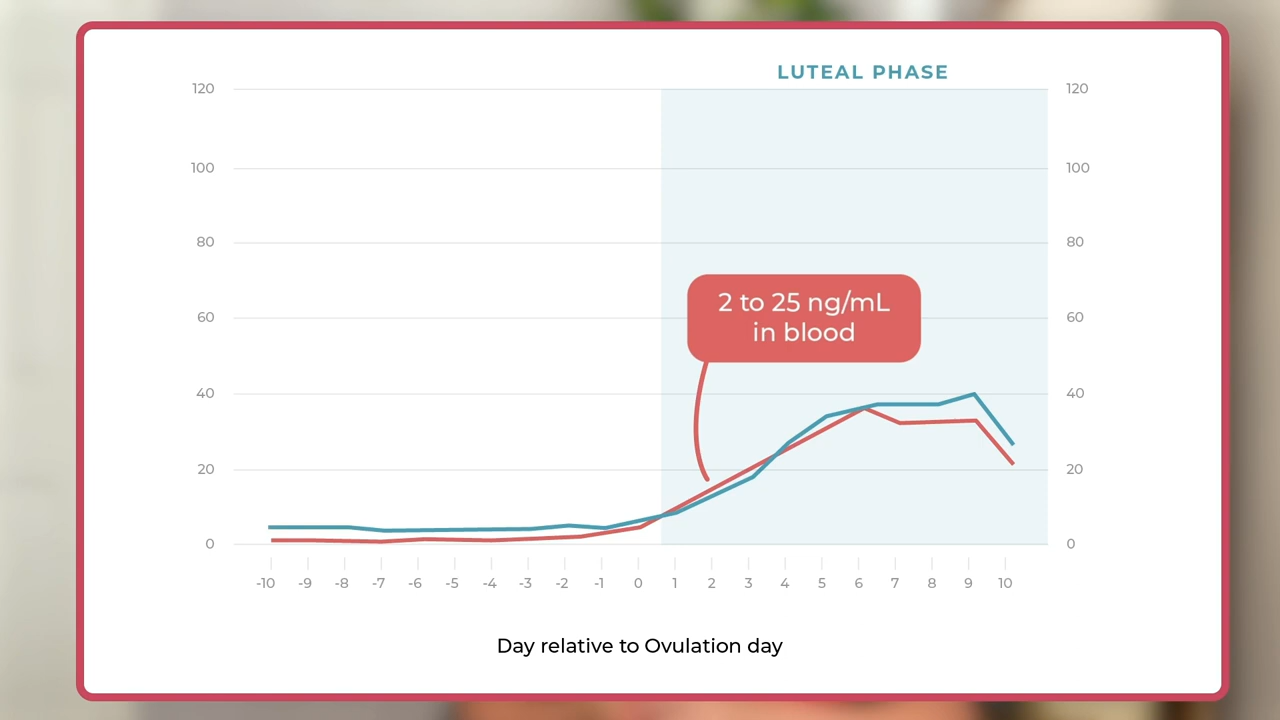 LUTEAL PHASE
120 120
100 100
80 80
2 to 25 ng/mL
60 60
in blood
40 40
20 20
0 0
-10 -9 -8 -7 -6 -5 -4 -3 -2 -1 0 1 2 3 4 5 6 7 8 9 10
Day relative to Ovulation day